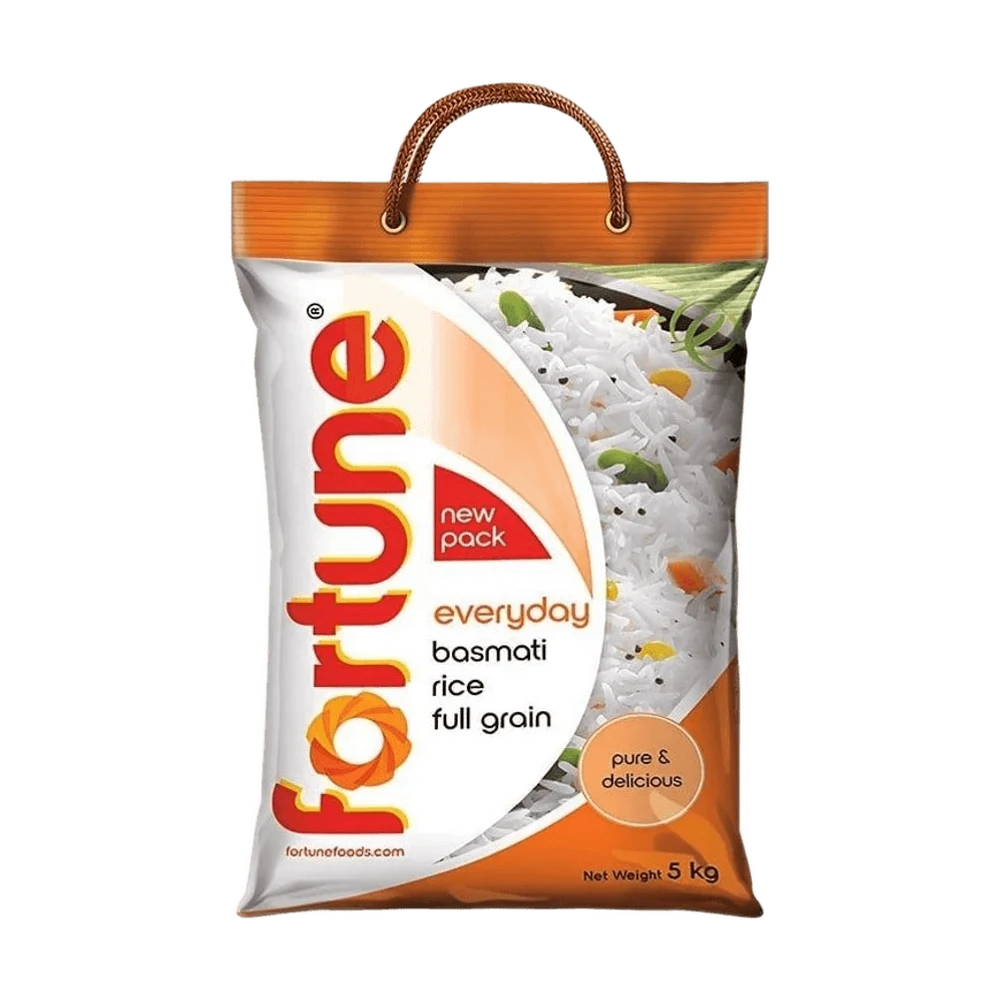 fortune®
new
pack
everyday
basmati
rice
full grain
pure &
delicious
fortunefoods.com
Net Weight 5 kg